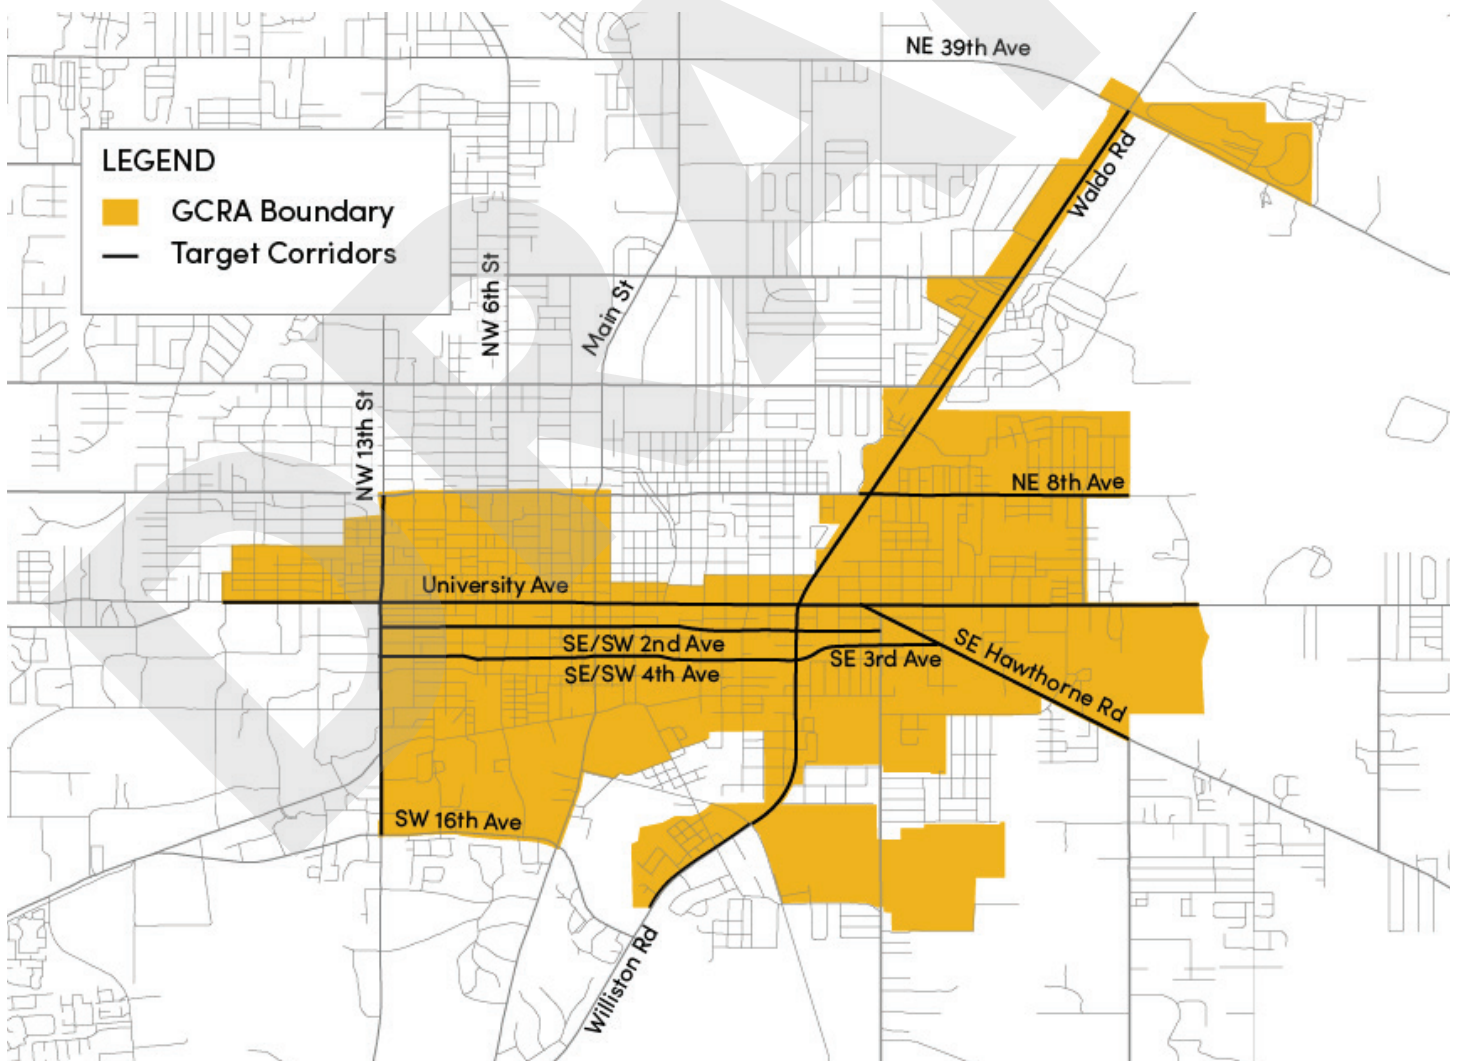 NE 39th Ave
LEGEND
GCRA Boundary
Target Corridors
Waldo Rd
NW 6th St
Main St
NW 13th St
NE 8th Ave
University Ave
SE/SW 2nd Ave
SE Hawthorne Rd
SE 3rd Ave
SE/SW 4th Ave
SW 16th Ave
Williston Rd
DRA